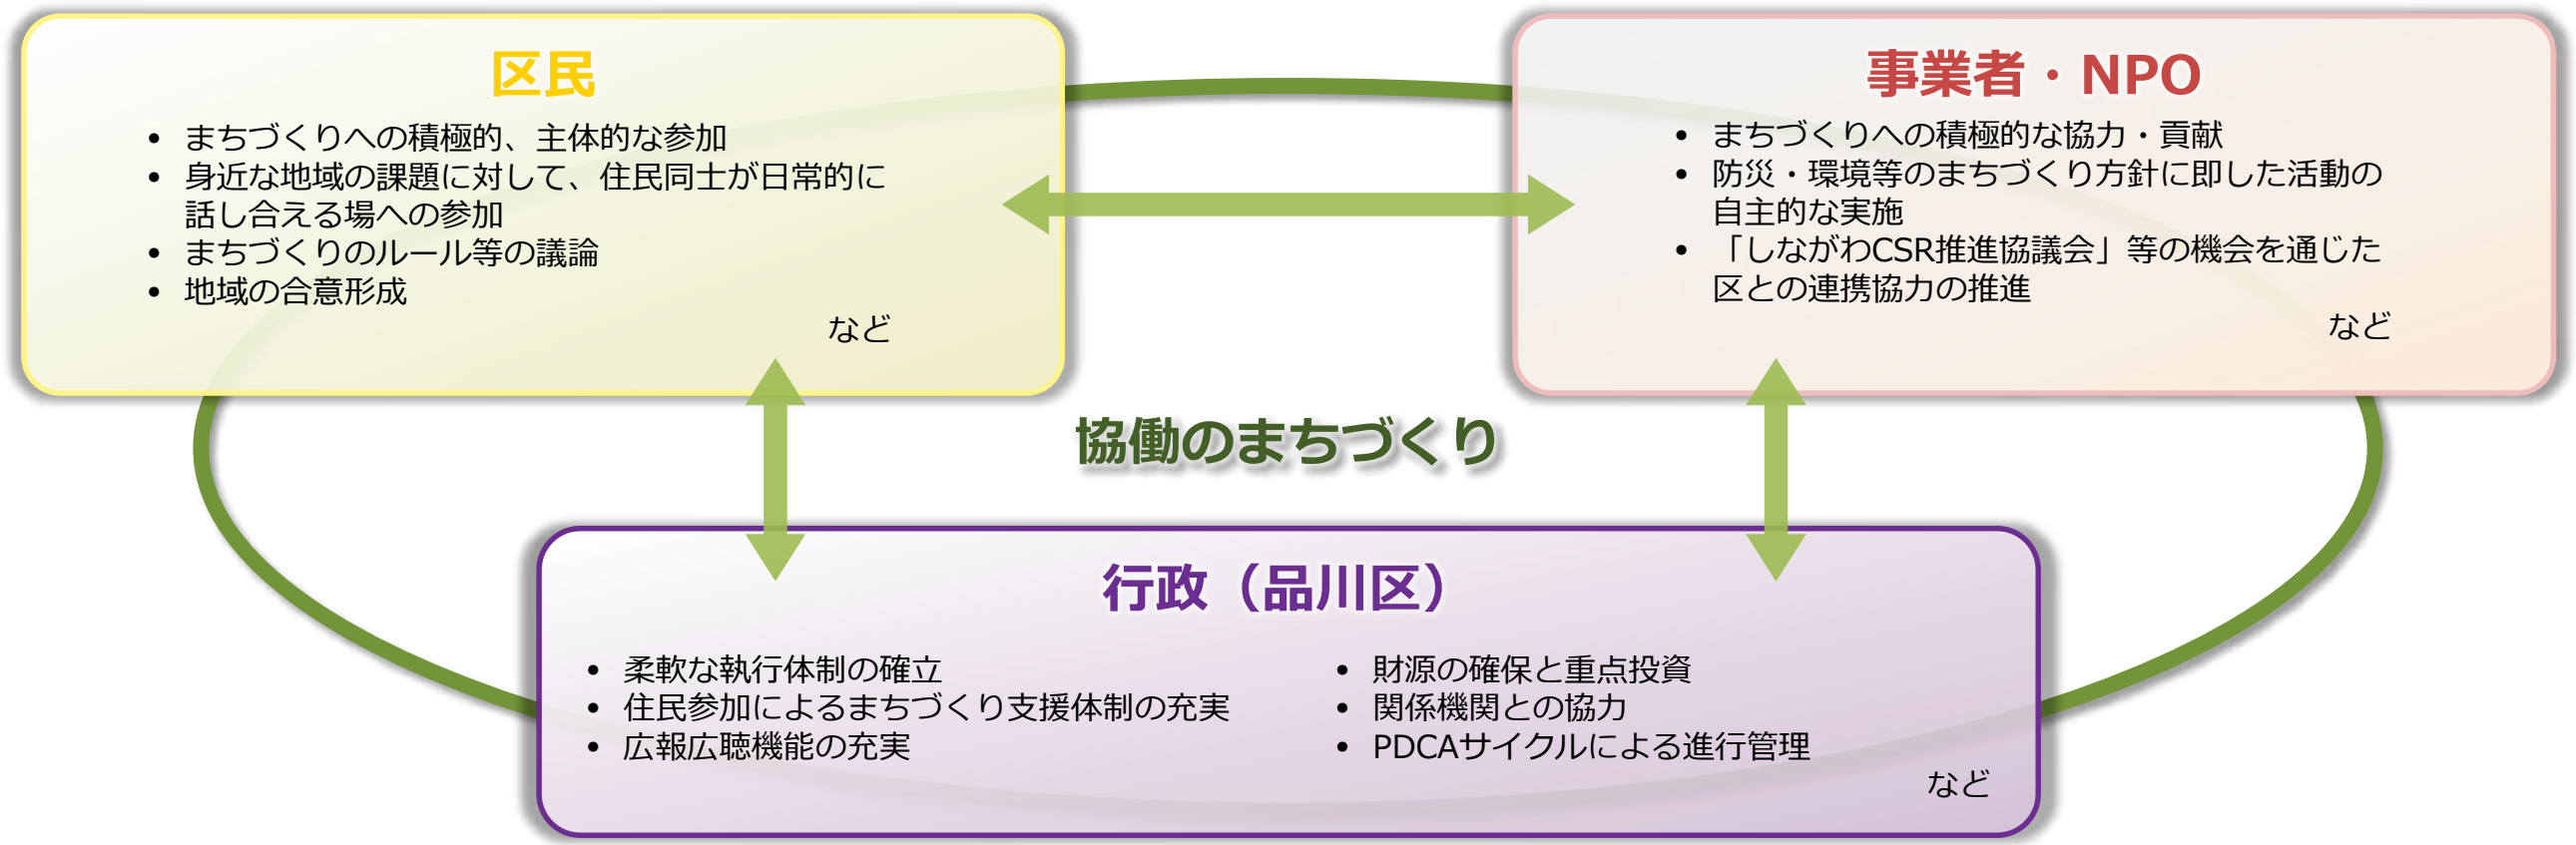 区民
• まちづくりへの積極的、主体的な参加
• 身近な地域の課題に対して、住民同士が日常的に
話し合える場への参加
• まちづくりのルール等の議論
• 地域の合意形成
など
事業者・NPO
• まちづくりへの積極的な協力・貢献
• 防災・環境等のまちづくり方針に即した活動の
自主的な実施
• 「しながわCSR推進協議会」等の機会を通じた
区との連携協力の推進
など
協働のまちづくり
行政（品川区）
• 柔軟な執行体制の確立
• 住民参加によるまちづくり支援体制の充実
• 広報広聴機能の充実
• 財源の確保と重点投資
• 関係機関との協力
• PDCAサイクルによる進行管理
など